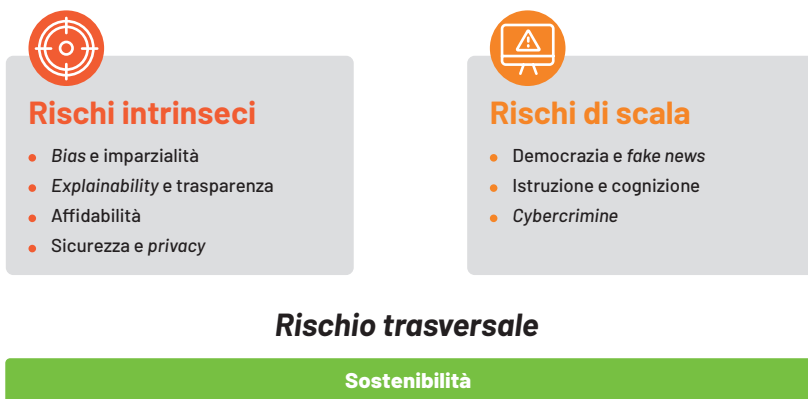 Rischi intrinseci
Bias e imparzialità
Explainability e trasparenza
Affidabilità
Sicurezza e privacy
Rischi di scala
Democrazia e fake news
Istruzione e cognizione
Cybercrimine
Rischio trasversale
Sostenibilità